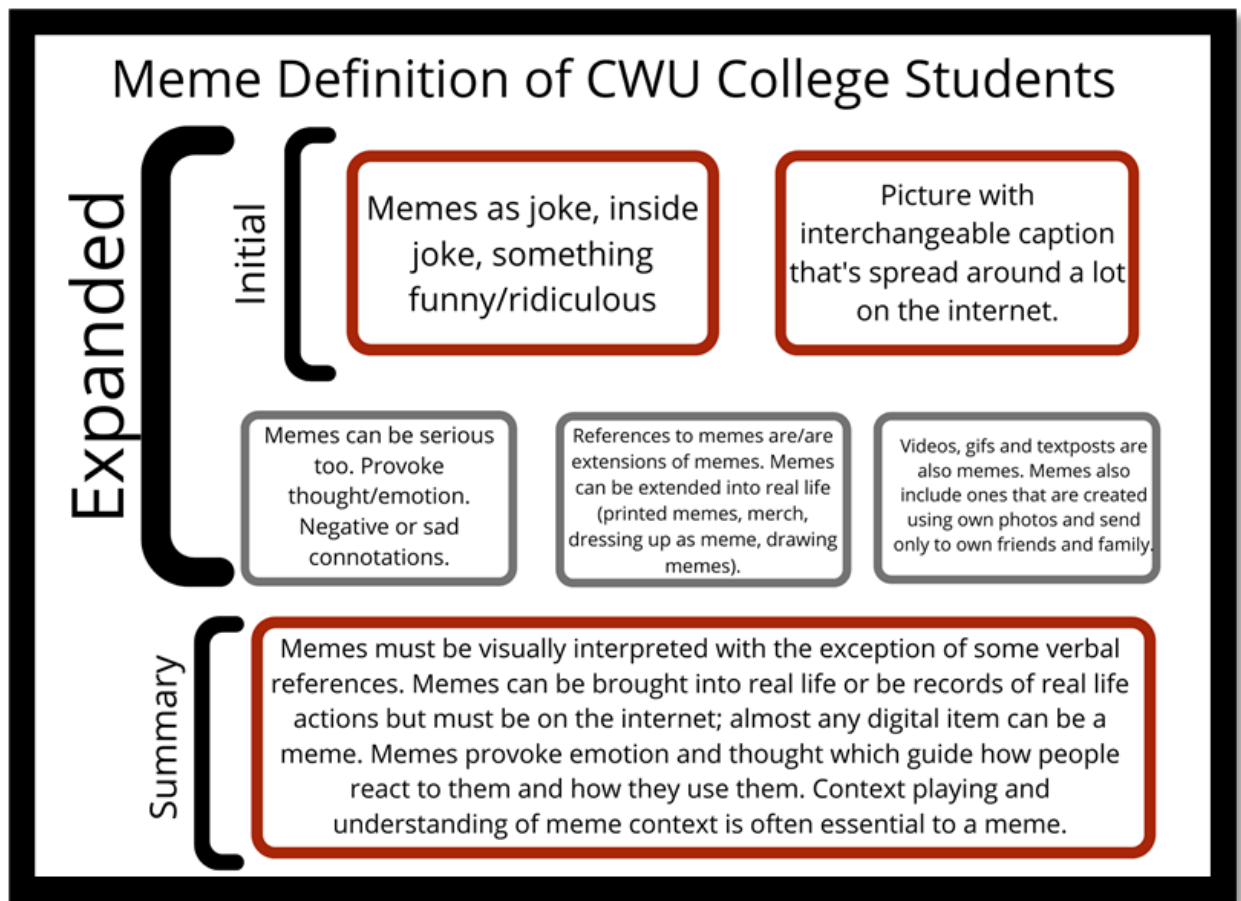 Meme Definition of CWU College Students
Expanded
Initial
Memes as joke, inside
joke, something
funny/ridiculous
Picture with
interchangeable caption
that's spread around a lot
on the internet.
Memes can be serious
too. Provoke
thought/emotion.
Negative or sad
connotations.
References to memes are/are
extensions of memes. Memes
can be extended into real life
(printed memes, merch,
dressing up as meme, drawing
memes).
Videos, gifs and textposts are
also memes. Memes also
include ones that are created
using own photos and send
only to own friends and family.
Summary
Memes must be visually interpreted with the exception of some verbal
references. Memes can be brought into real life or be records of real life
actions but must be on the internet; almost any digital item can be a
meme. Memes provoke emotion and thought which guide how people
react to them and how they use them. Context playing and
understanding of meme context is often essential to a meme.